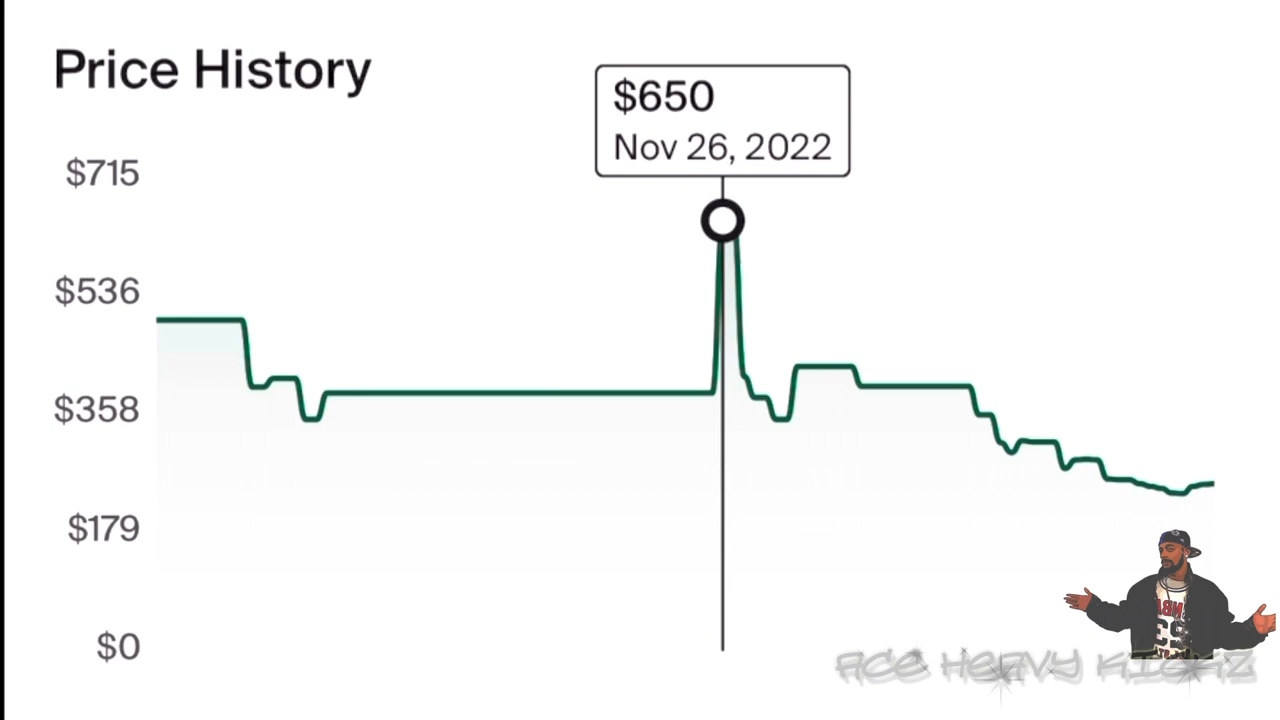 Price History
$650
Nov 26, 2022
$715
$536
$358
$179
$0
ACE HEAVY KICKZ